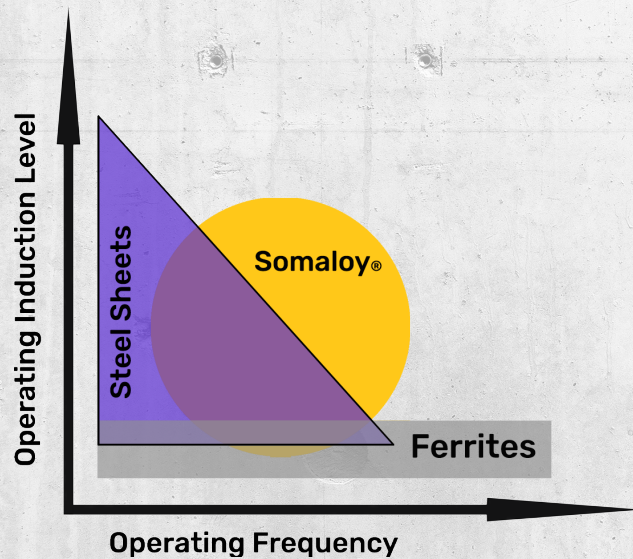 Operating Induction Level
Steel Sheets
Somaloy®
Ferrites
Operating Frequency